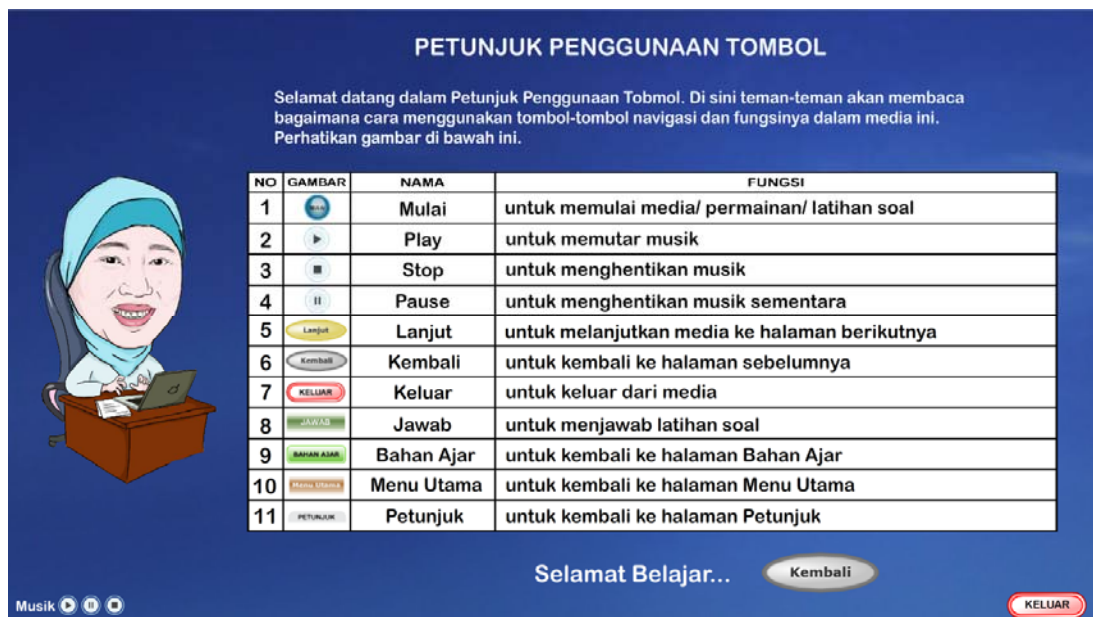 PETUNJUK PENGGUNAAN TOMBOL
Selamat datang dalam Petunjuk Penggunaan Tobmol. Di sini teman-teman akan membaca
bagaimana cara menggunakan tombol-tombol navigasi dan fungsinya dalam media ini.
Perhatikan gambar di bawah ini.
NO GAMBAR NAMA FUNGSI
1 Mulai untuk memulai media/ permainan/ latihan soal
2 Play untuk memutar musik
3 Stop untuk menghentikan musik
4 Pause untuk menghentikan musik sementara
5 Lanjut Lanjut untuk melanjutkan media ke halaman berikutnya
6 Kembali Kembali untuk kembali ke halaman sebelumnya
7 KELUAR Keluar untuk keluar dari media
8 JAWAB Jawab untuk menjawab latihan soal
9 BAHAN AJAR Bahan Ajar untuk kembali ke halaman Bahan Ajar
10 Menu Utama Menu Utama untuk kembali ke halaman Menu Utama
11 PETUNJUK Petunjuk untuk kembali ke halaman Petunjuk
Selamat Belajar... Kembali
Musik KELUAR